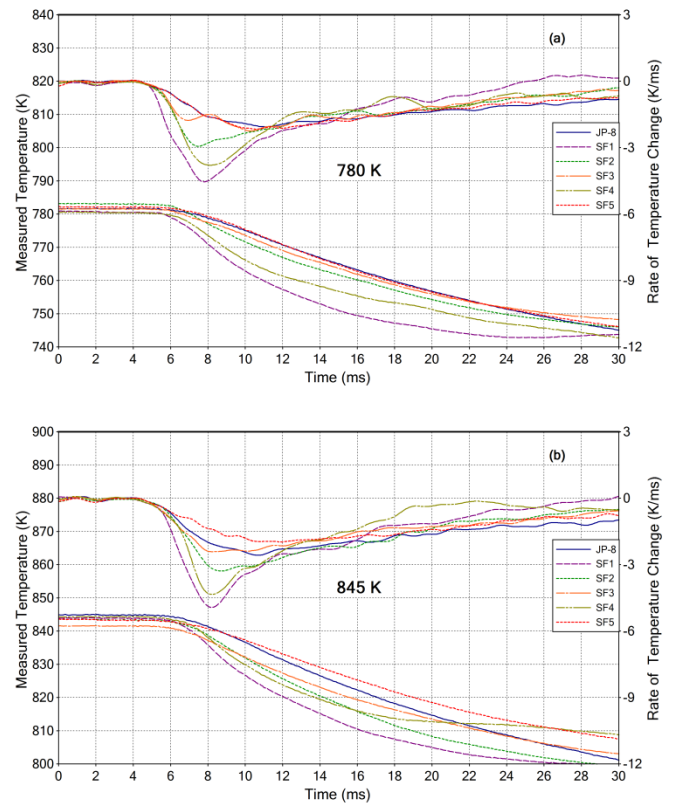 840
830
820
810
800
790
780
770
760
750
740
Measured Temperature (K)
3
0
-3
-6
-9
-12
Rate of Temperature Change (K/ms)
(a)
JP-8
SF1
SF2
SF3
SF4
SF5
780 K
0 2 4 6 8 10 12 14 16 18 20 22 24 26 28 30
Time (ms)
900
890
880
870
860
850
840
830
820
810
800
Measured Temperature (K)
3
0
-3
-6
-9
-12
Rate of Temperature Change (K/ms)
(b)
JP-8
SF1
SF2
SF3
SF4
SF5
845 K
0 2 4 6 8 10 12 14 16 18 20 22 24 26 28 30
Time (ms)